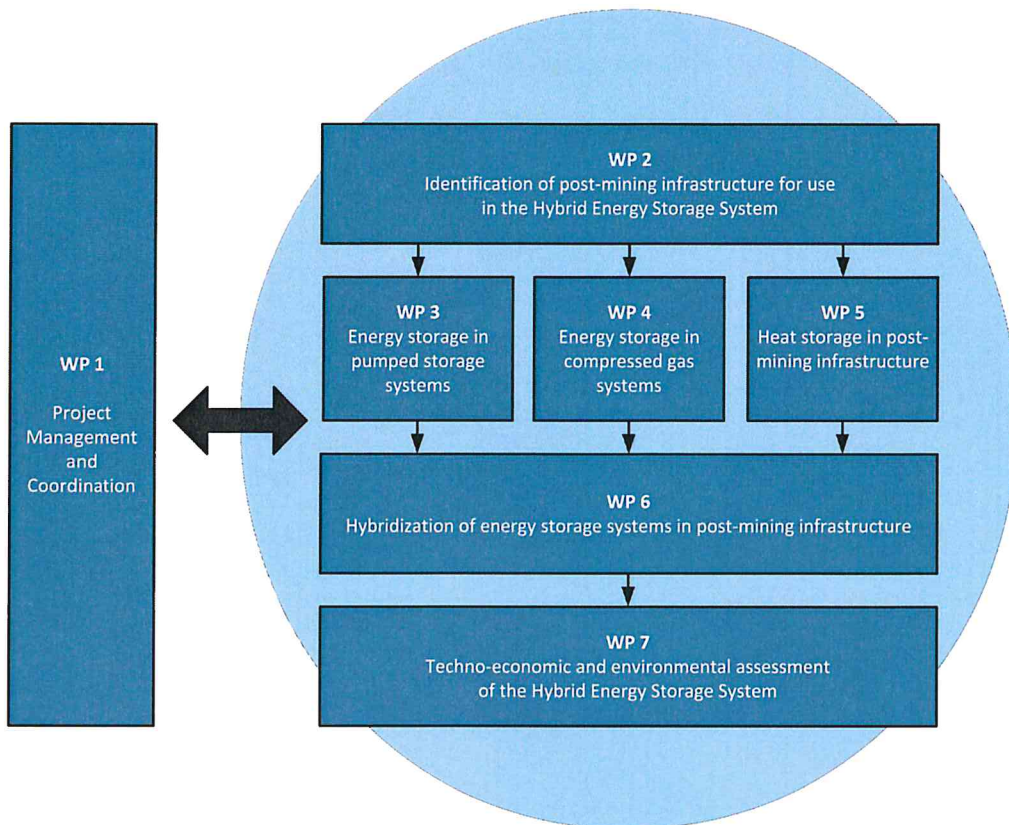 WP 1
Project
Management
and
Coordination
WP 2
Identification of post-mining infrastructure for use
in the Hybrid Energy Storage System
WP 3
Energy storage in
pumped storage
systems
WP 4
Energy storage in
compressed gas
systems
WP 5
Heat storage in post-
mining infrastructure
WP 6
Hybridization of energy storage systems in post-mining infrastructure
WP 7
Techno-economic and environmental assessment
of the Hybrid Energy Storage System